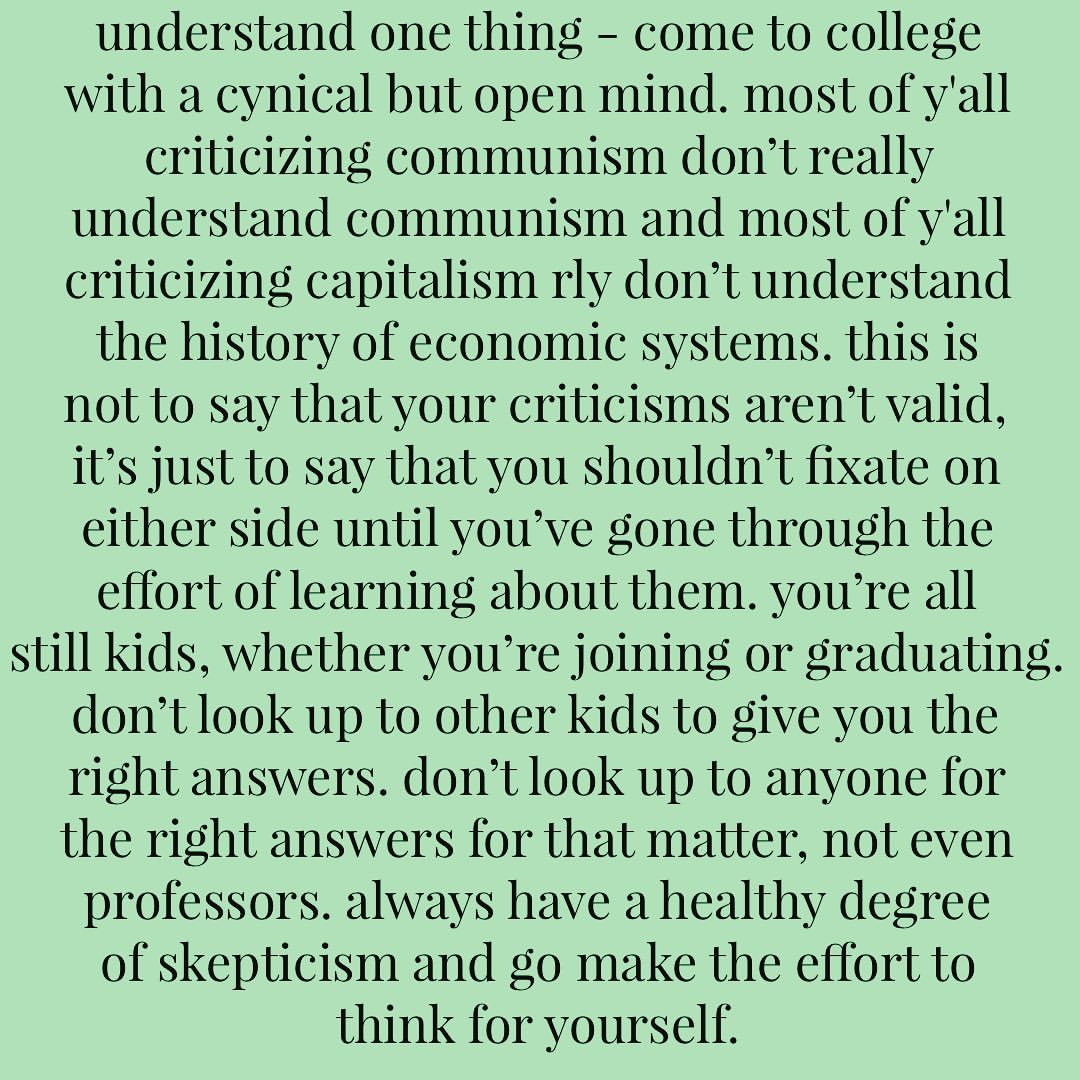 understand one thing - come to college
with a cynical but open mind. most of y'all
criticizing communism don’t really
understand communism and most of y'all
criticizing capitalism rly don’t understand
the history of economic systems. this is
not to say that your criticisms aren’t valid,
it’s just to say that you shouldn’t fixate on
either side until you’ve gone through the
effort of learning about them. you’re all
still kids, whether you’re joining or graduating.
don’t look up to other kids to give you the
right answers. don’t look up to anyone for
the right answers for that matter, not even
professors. always have a healthy degree
of skepticism and go make the effort to
think for yourself.